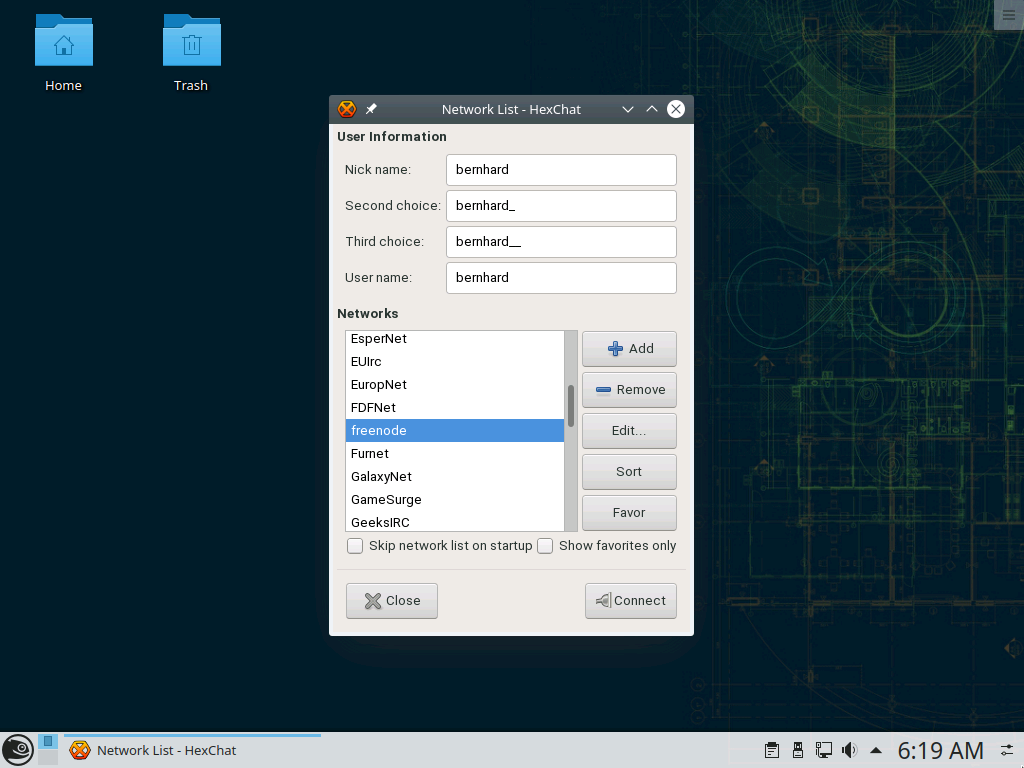 Home
Trash
Network List - HexChat
User Information
Nick name: bernhard
Second choice: bernhard_
Third choice: bernhard__
User name: bernhard
Networks
EsperNet
EUIrc
EuropNet
FDFNet
freenode
Furnet
GalaxyNet
GameSurge
GeeksIRC
Add
Remove
Edit...
Sort
Favor
Skip network list on startup
Show favorites only
Close
Connect
Network List - HexChat
6:19 AM